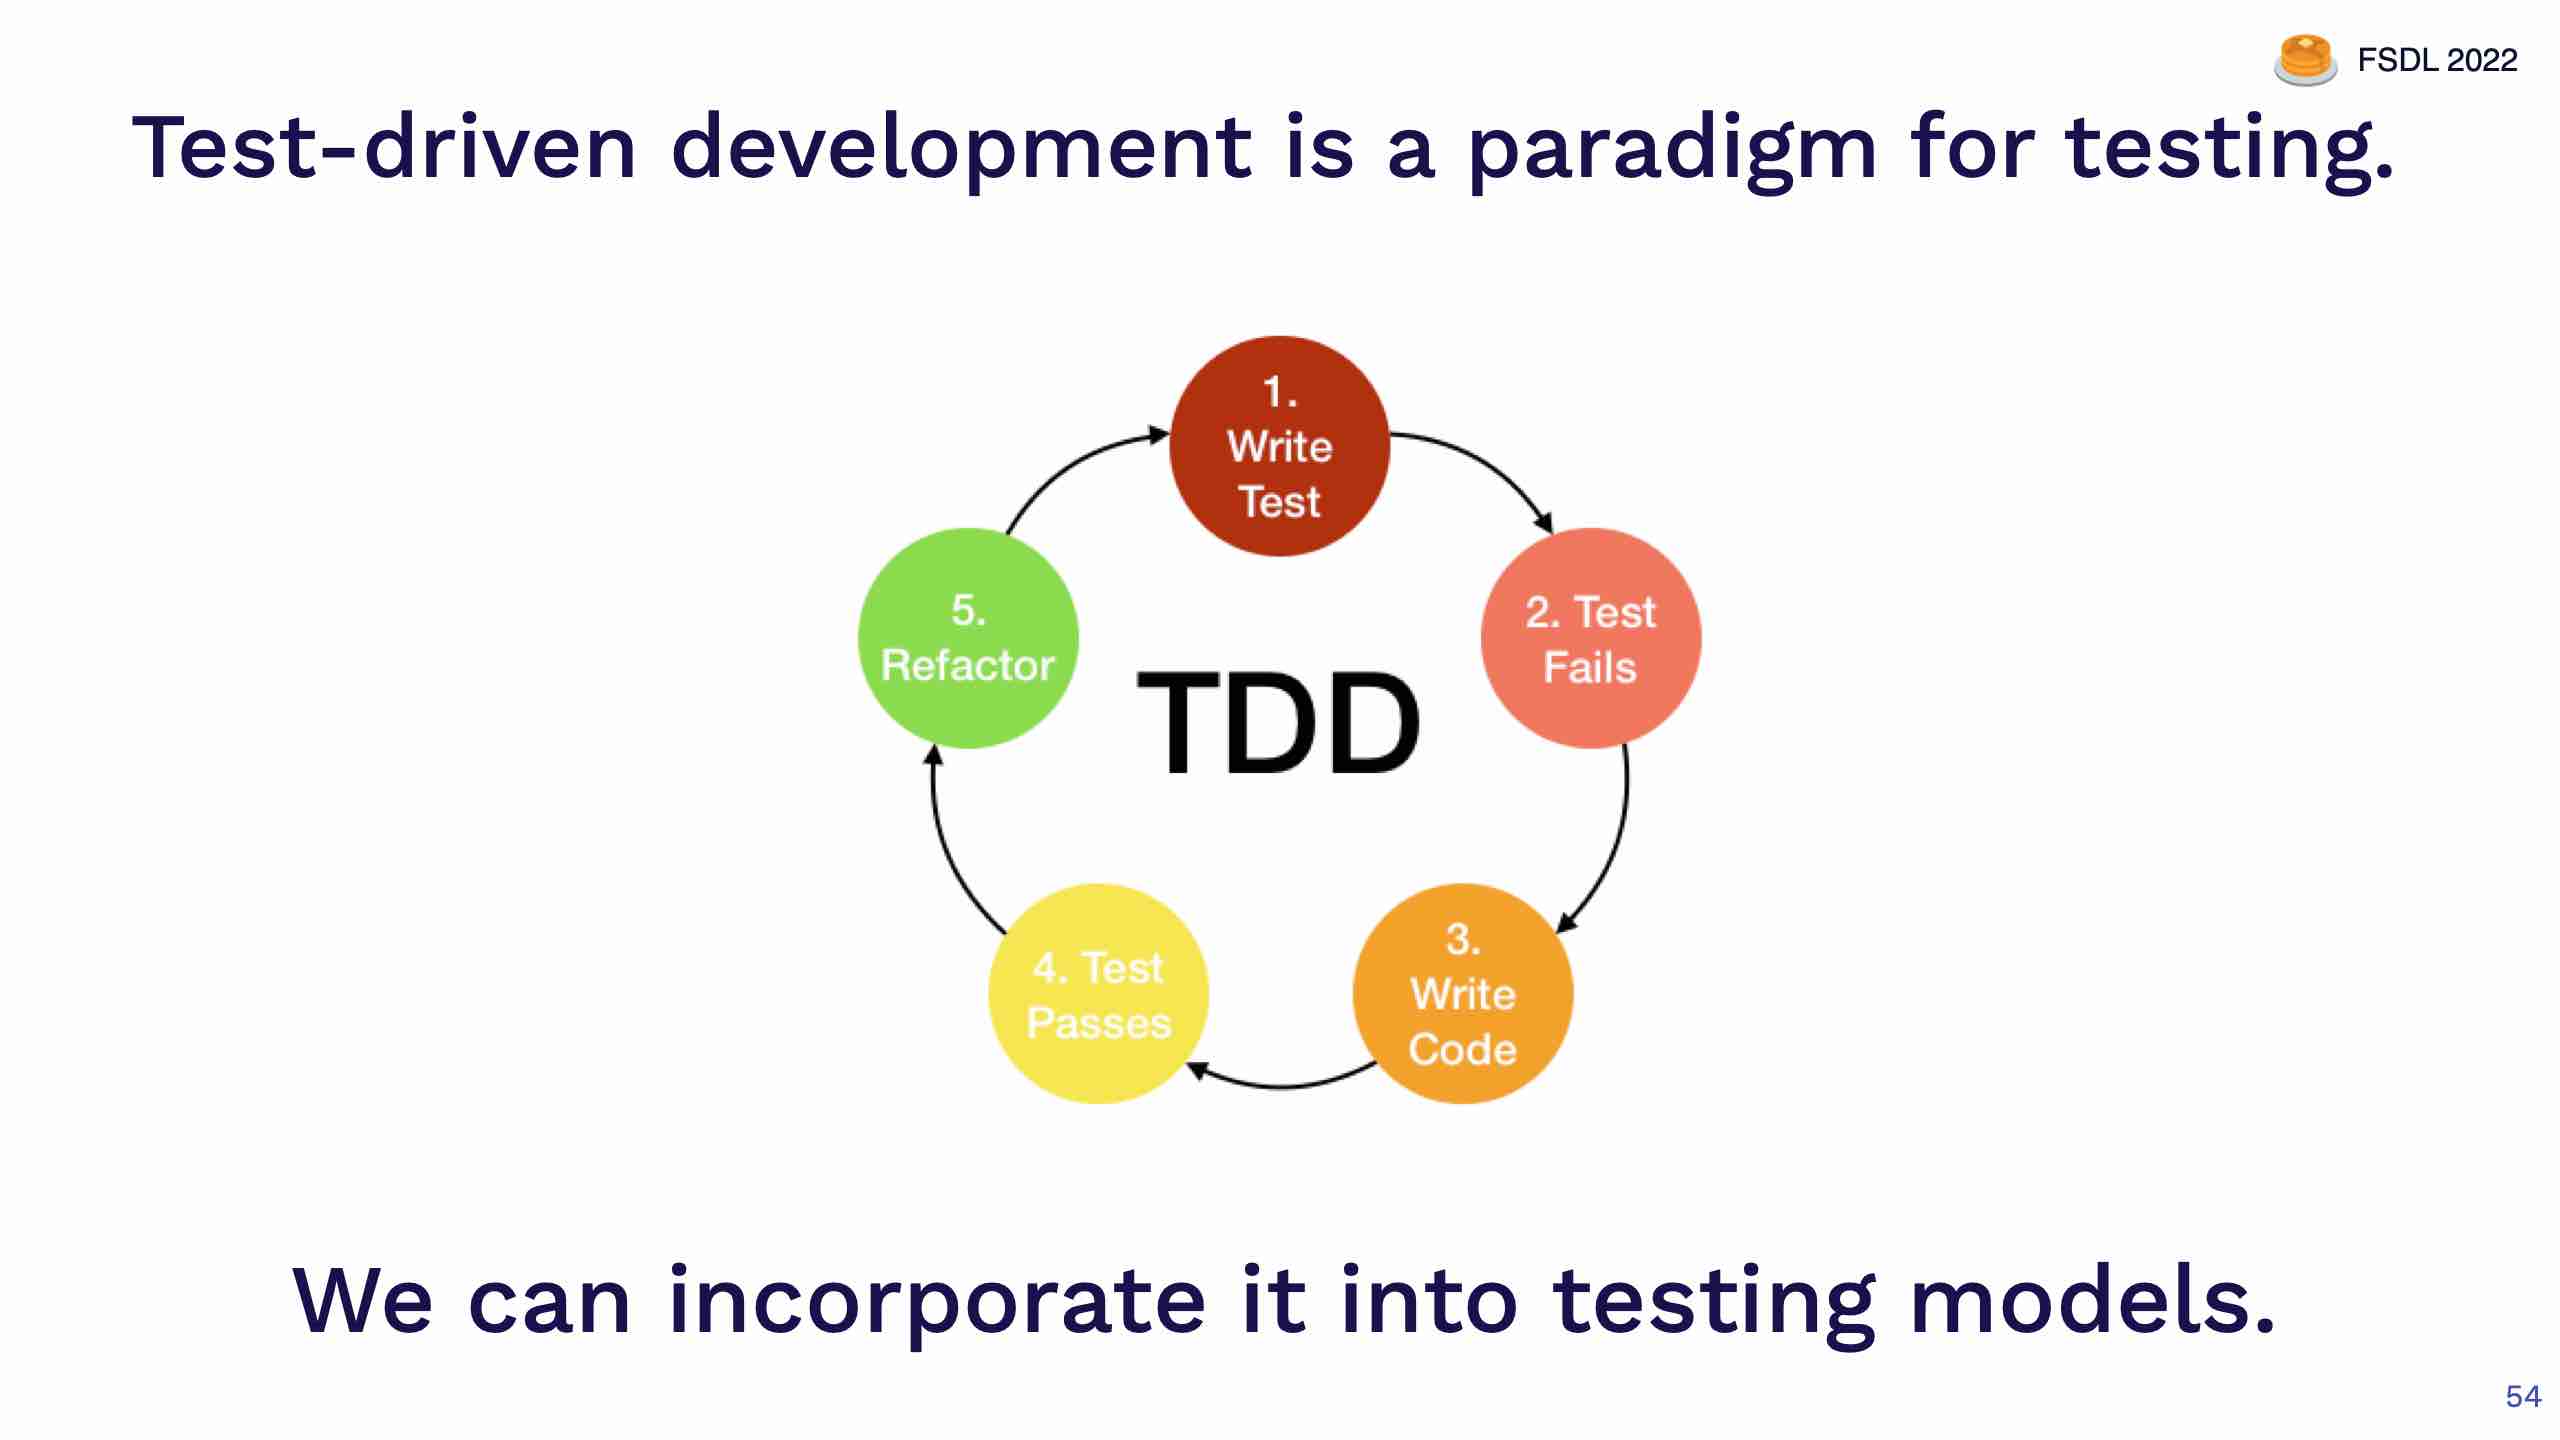 FSDL 2022
Test-driven development is a paradigm for testing.
1.
Write
Test
2. Test
Fails
3.
Write
Code
4. Test
Passes
5.
Refactor
TDD
We can incorporate it into testing models.
54